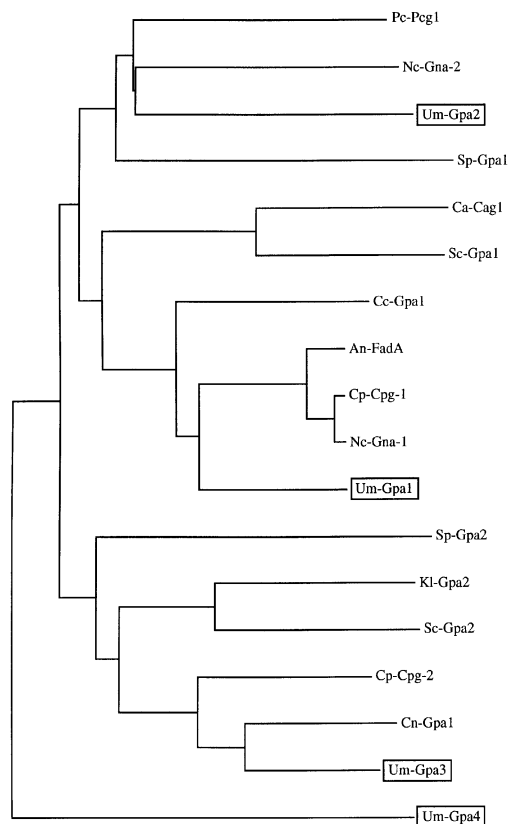 Pc-Pcg1
Nc-Gna-2
Um-Gpa2
Sp-Gpa1
Ca-Cag1
Sc-Gpa1
Cc-Gpa1
An-FadA
Cp-Cpg-1
Nc-Gna-1
Um-Gpa1
Sp-Gpa2
Kl-Gpa2
Sc-Gpa2
Cp-Cpg-2
Cn-Gpa1
Um-Gpa3
Um-Gpa4